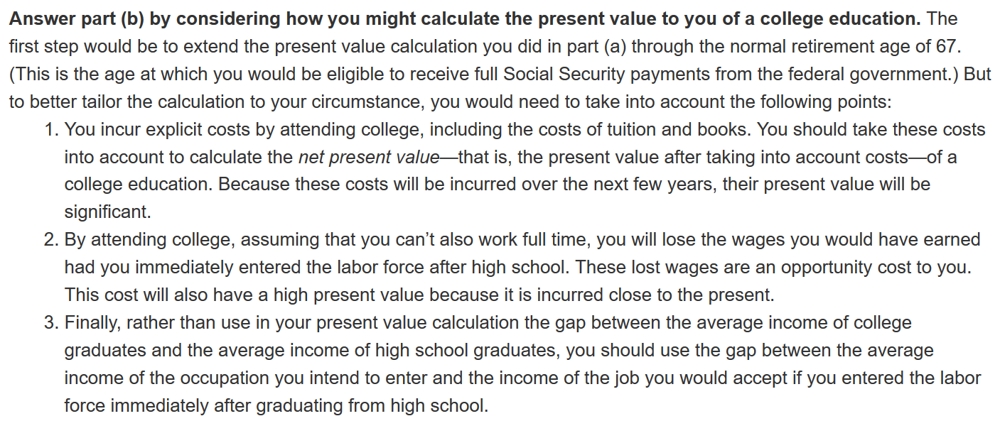 Answer part (b) by considering how you might calculate the present value to you of a college education. The
first step would be to extend the present value calculation you did in part (a) through the normal retirement age of 67.
(This is the age at which you would be eligible to receive full Social Security payments from the federal government.) But
to better tailor the calculation to your circumstance, you would need to take into account the following points:
1. You incur explicit costs by attending college, including the costs of tuition and books. You should take these costs
into account to calculate the net present value—that is, the present value after taking into account costs—of a
college education. Because these costs will be incurred over the next few years, their present value will be
significant.
2. By attending college, assuming that you can’t also work full time, you will lose the wages you would have earned
had you immediately entered the labor force after high school. These lost wages are an opportunity cost to you.
This cost will also have a high present value because it is incurred close to the present.
3. Finally, rather than use in your present value calculation the gap between the average income of college
graduates and the average income of high school graduates, you should use the gap between the average
income of the occupation you intend to enter and the income of the job you would accept if you entered the labor
force immediately after graduating from high school.